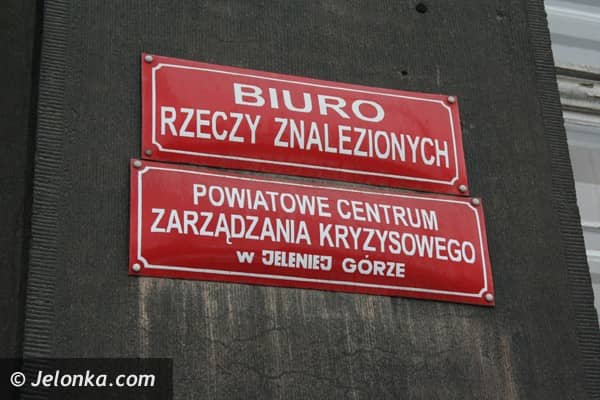 BIURO
RZECZY ZNALEZIONYCH
POWIATOWE CENTRUM
ZARZĄDZANIA KRYZYSOWEGO
W JELENIEJ GÓRZE
© Jelonka.com